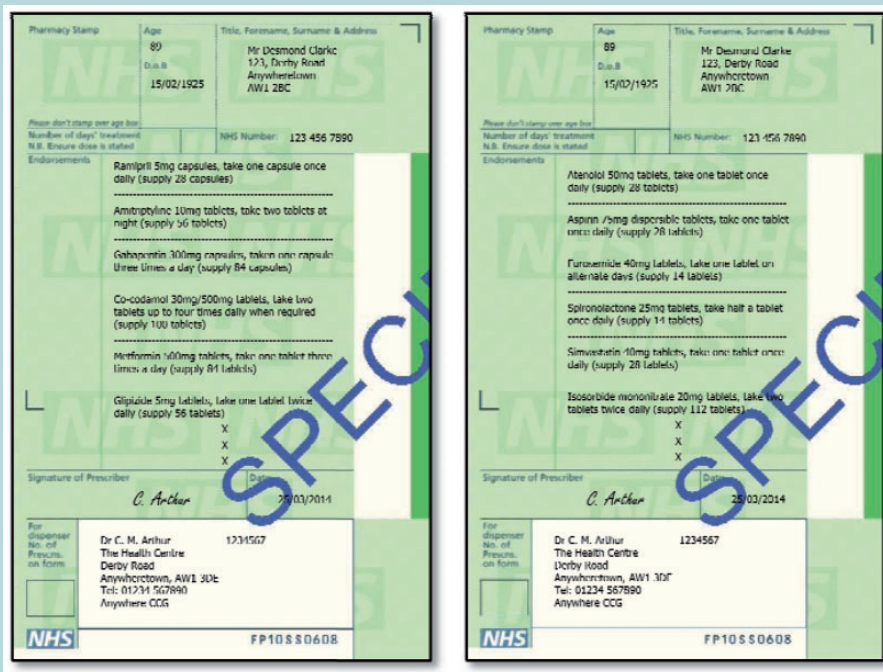 Pharmacy Stamp
Age
89
D.o.B
15/02/1925
Title, Forename, Surname & Address
Mr Desmond Clarke
123, Derby Road
Anywheretown
AW1 2BC
Please don't stamp over age box
Number of days' treatment
N.B. Ensure dose is stated
NHS Number: 123 456 7890
Endorsements
Ramipril 5mg capsules, take one capsule once
daily (supply 28 capsules)
Amitriptyline 10mg tablets, take two tablets at
night (supply 56 tablets)
Gabapentin 300mg capsules, taken one capsule
three times a day (supply 84 capsules)
Co-codamol 30mg/500mg tablets, take two
tablets up to four times daily when required
(supply 100 tablets)
Metformin 500mg tablets, take one tablet three
times a day (supply 84 tablets)
Glipizide 5mg tablets, take one tablet twice
daily (supply 56 tablets)
X
X
X
SPECI
Signature of Prescriber
Date
C. Arthur
25/03/2014
For
dispenser
No. of
Prescns.
on form
Dr C. M. Arthur 1234567
The Health Centre
Derby Road
Anywheretown, AW1 3DE
Tel: 01234 567890
Anywhere CCG
NHS
FP10SS0608
Pharmacy Stamp
Age
89
D.o.B
15/02/1925
Title, Forename, Surname & Address
Mr Desmond Clarke
123, Derby Road
Anywheretown
AW1 2BC
Please don't stamp over age box
Number of days' treatment
N.B. Ensure dose is stated
NHS Number: 123 456 7890
Endorsements
Atenolol 50mg tablets, take one tablet once
daily (supply 28 tablets)
Aspirin 75mg dispersible tablets, take one tablet
once daily (supply 28 tablets)
Furosemide 40mg tablets, take one tablet on
alternate days (supply 14 tablets)
Spironolactone 25mg tablets, take half a tablet
once daily (supply 14 tablets)
Simvastatin 40mg tablets, take one tablet once
daily (supply 28 tablets)
Isosorbide mononitrate 20mg tablets, take two
tablets twice daily (supply 112 tablets)
X
X
X
SPECI
Signature of Prescriber
Date
C. Arthur
25/03/2014
For
dispenser
No. of
Prescns.
on form
Dr C. M. Arthur 1234567
The Health Centre
Derby Road
Anywheretown, AW1 3DE
Tel: 01234 567890
Anywhere CCG
NHS
FP10SS0608